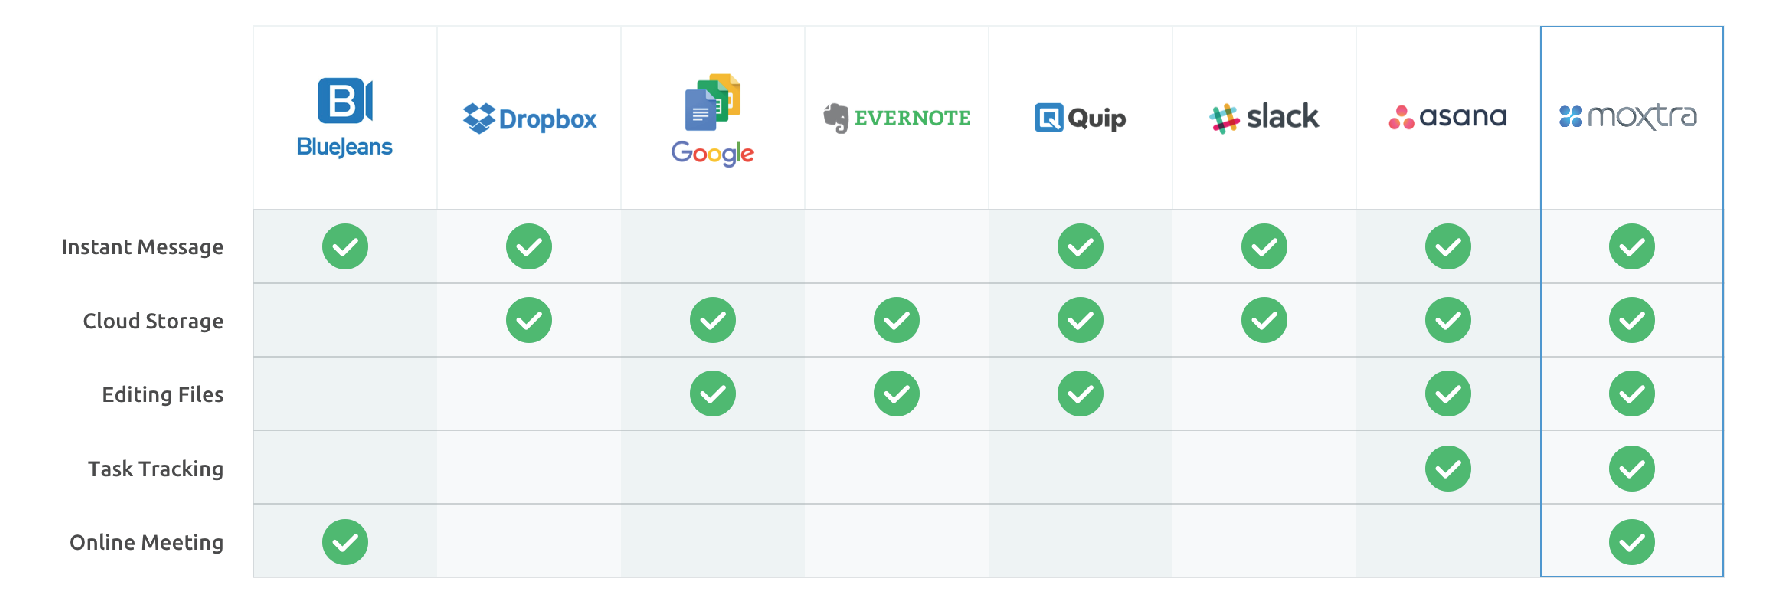 BlueJeans
Dropbox
Google
EVERNOTE
Quip
slack
asana
moxtra
Instant Message
Cloud Storage
Editing Files
Task Tracking
Online Meeting